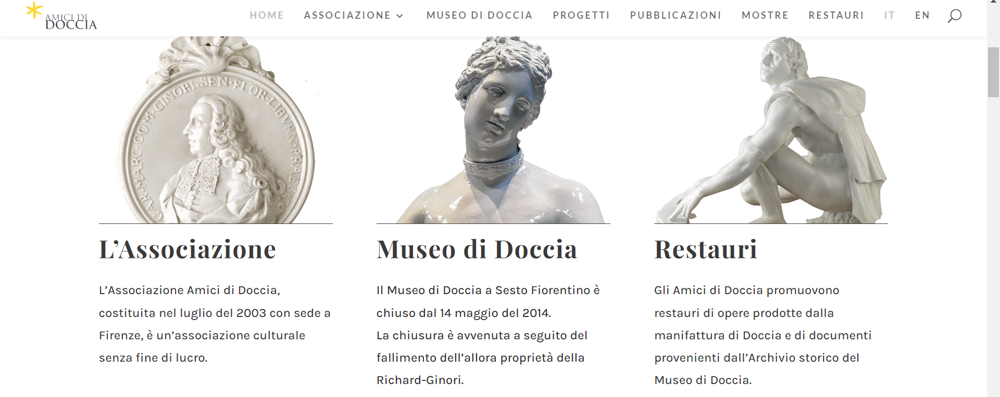 AMICI DI
DOCCIA
HOME ASSOCIAZIONE MUSEO DI DOCCIA PROGETTI PUBBLICAZIONI MOSTRE RESTAURI IT EN
CAR·MARC·COM·GINORI·SEN·FLOR·LIBVRN·PRAES·
L’Associazione
L’Associazione Amici di Doccia,
costituita nel luglio del 2003 con sede a
Firenze, è un’associazione culturale
senza fine di lucro.
Museo di Doccia
Il Museo di Doccia a Sesto Fiorentino è
chiuso dal 14 maggio del 2014.
La chiusura è avvenuta a seguito del
fallimento dell’allora proprietà della
Richard-Ginori.
Restauri
Gli Amici di Doccia promuovono
restauri di opere prodotte dalla
manifattura di Doccia e di documenti
provenienti dall’Archivio storico del
Museo di Doccia.